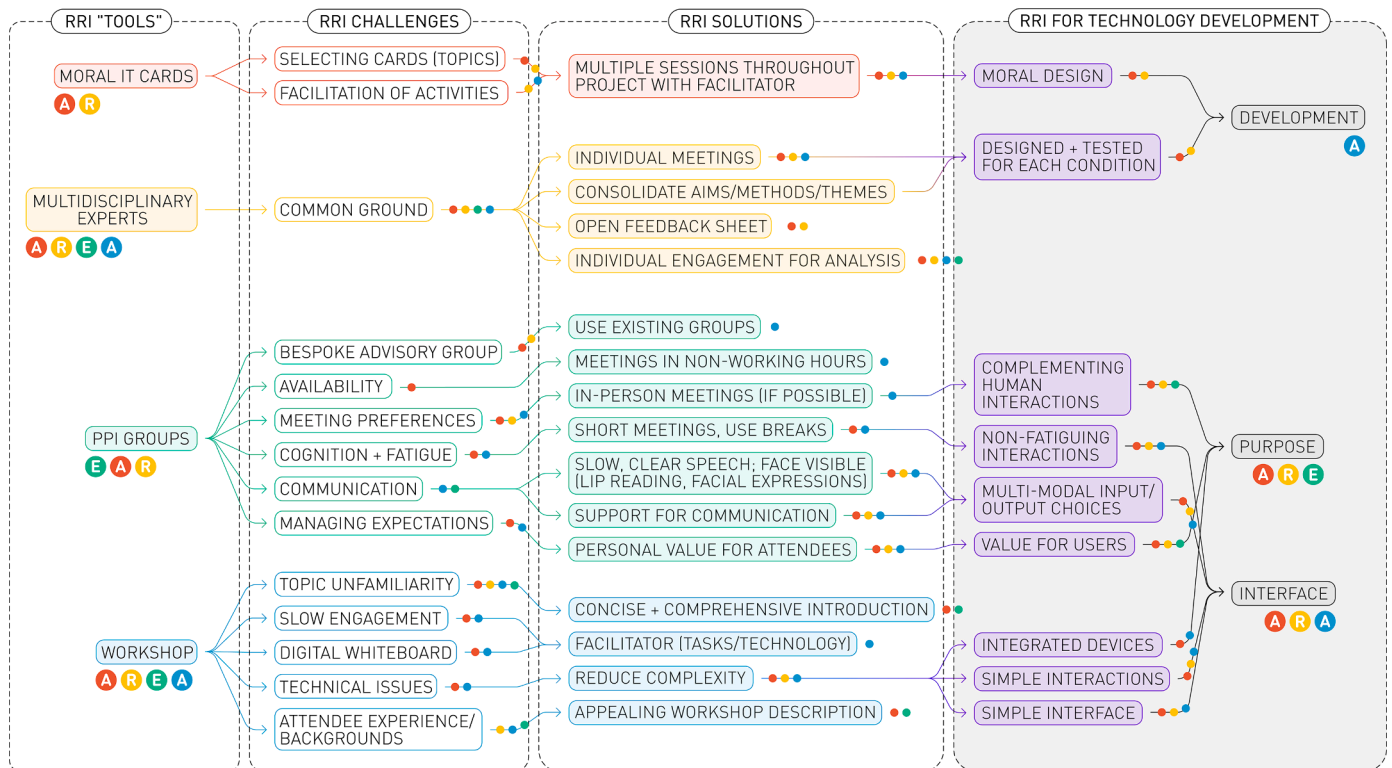 RRI "TOOLS"
RRI CHALLENGES
RRI SOLUTIONS
RRI FOR TECHNOLOGY DEVELOPMENT
MORAL IT CARDS
A R
MULTIDISCIPLINARY
EXPERTS
A R E A
PPI GROUPS
E A R
WORKSHOP
A R E A
SELECTING CARDS (TOPICS)
FACILITATION OF ACTIVITIES
COMMON GROUND
BESPOKE ADVISORY GROUP
AVAILABILITY
MEETING PREFERENCES
COGNITION + FATIGUE
COMMUNICATION
MANAGING EXPECTATIONS
TOPIC UNFAMILIARITY
SLOW ENGAGEMENT
DIGITAL WHITEBOARD
TECHNICAL ISSUES
ATTENDEE EXPERIENCE/
BACKGROUNDS
MULTIPLE SESSIONS THROUGHOUT
PROJECT WITH FACILITATOR
INDIVIDUAL MEETINGS
CONSOLIDATE AIMS/METHODS/THEMES
OPEN FEEDBACK SHEET
INDIVIDUAL ENGAGEMENT FOR ANALYSIS
USE EXISTING GROUPS
MEETINGS IN NON-WORKING HOURS
IN-PERSON MEETINGS (IF POSSIBLE)
SHORT MEETINGS, USE BREAKS
SLOW, CLEAR SPEECH; FACE VISIBLE
(LIP READING, FACIAL EXPRESSIONS)
SUPPORT FOR COMMUNICATION
PERSONAL VALUE FOR ATTENDEES
CONCISE + COMPREHENSIVE INTRODUCTION
FACILITATOR (TASKS/TECHNOLOGY)
REDUCE COMPLEXITY
APPEALING WORKSHOP DESCRIPTION
MORAL DESIGN
DESIGNED + TESTED
FOR EACH CONDITION
COMPLEMENTING
HUMAN
INTERACTIONS
NON-FATIGUING
INTERACTIONS
MULTI-MODAL INPUT/
OUTPUT CHOICES
VALUE FOR USERS
INTEGRATED DEVICES
SIMPLE INTERACTIONS
SIMPLE INTERFACE
DEVELOPMENT
A
PURPOSE
A R E
INTERFACE
A R A